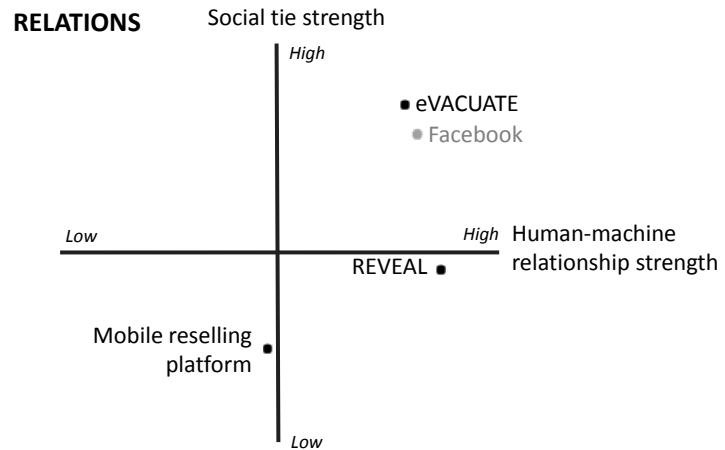 RELATIONS
Social tie strength
High
eVACUATE
Facebook
Low
High
Human-machine
relationship strength
REVEAL
Mobile reselling
platform
Low